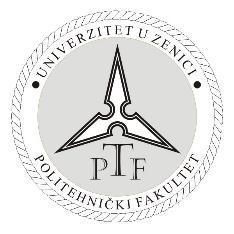 UNIVERZITET U ZENICI
PTF
POLITEHNIČKI FAKULTET